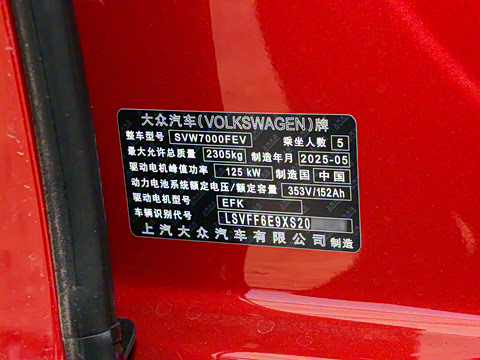 大众汽车(VOLKSWAGEN)牌
整车型号 SVW7000FEV 乘坐人数 5
最大允许总质量 2305kg 制造年月 2025-05
驱动电机峰值功率 125 kW 制造国 中国
动力电池系统额定电压/额定容量 353V/152Ah
驱动电机型号 EFK
车辆识别代号 LSVFF6E9XS20
上汽大众汽车有限公司 制造